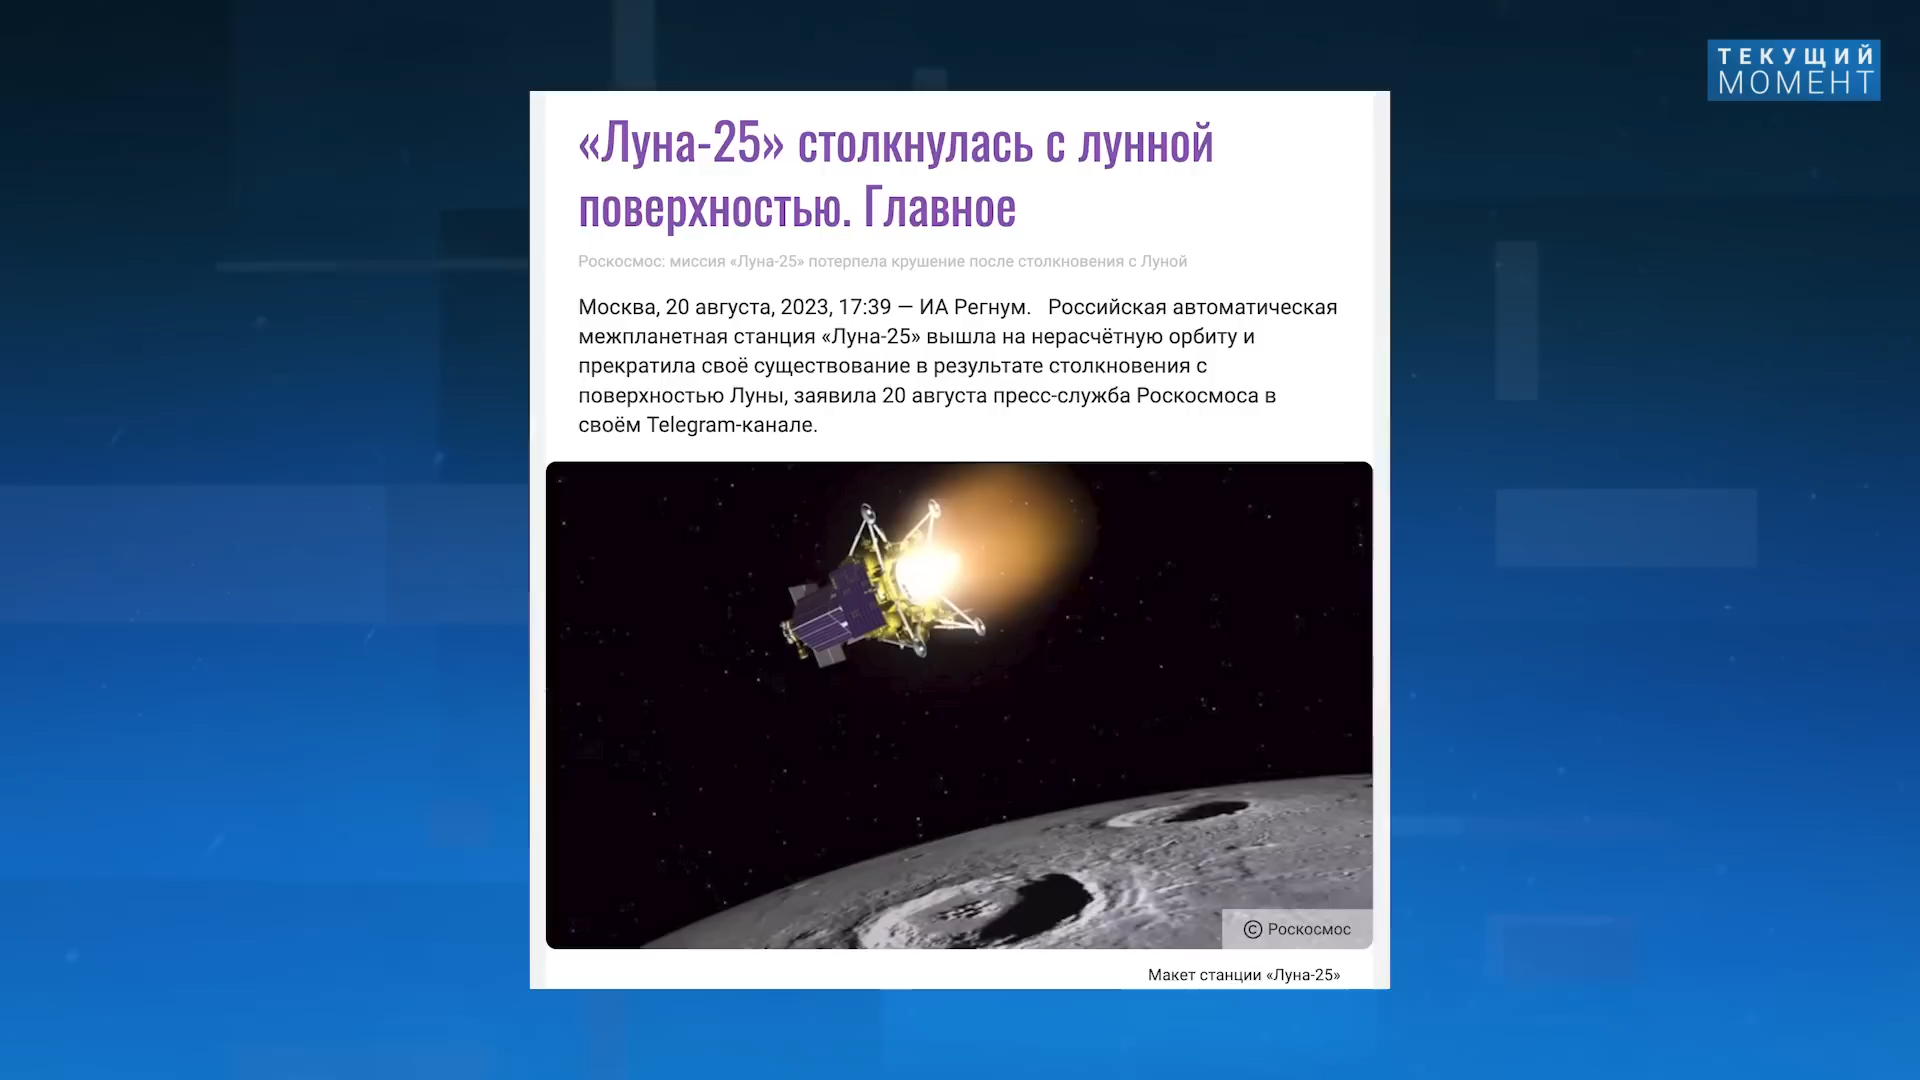 ТЕКУЩИЙ
МОМЕНТ
«Луна-25» столкнулась с лунной
поверхностью. Главное
Роскосмос: миссия «Луна-25» потерпела крушение после столкновения с Луной
Москва, 20 августа, 2023, 17:39 — ИА Регнум. Российская автоматическая
межпланетная станция «Луна-25» вышла на нерасчётную орбиту и
прекратила своё существование в результате столкновения с
поверхностью Луны, заявила 20 августа пресс-служба Роскосмоса в
своём Telegram-канале.
© Роскосмос
Макет станции «Луна-25»